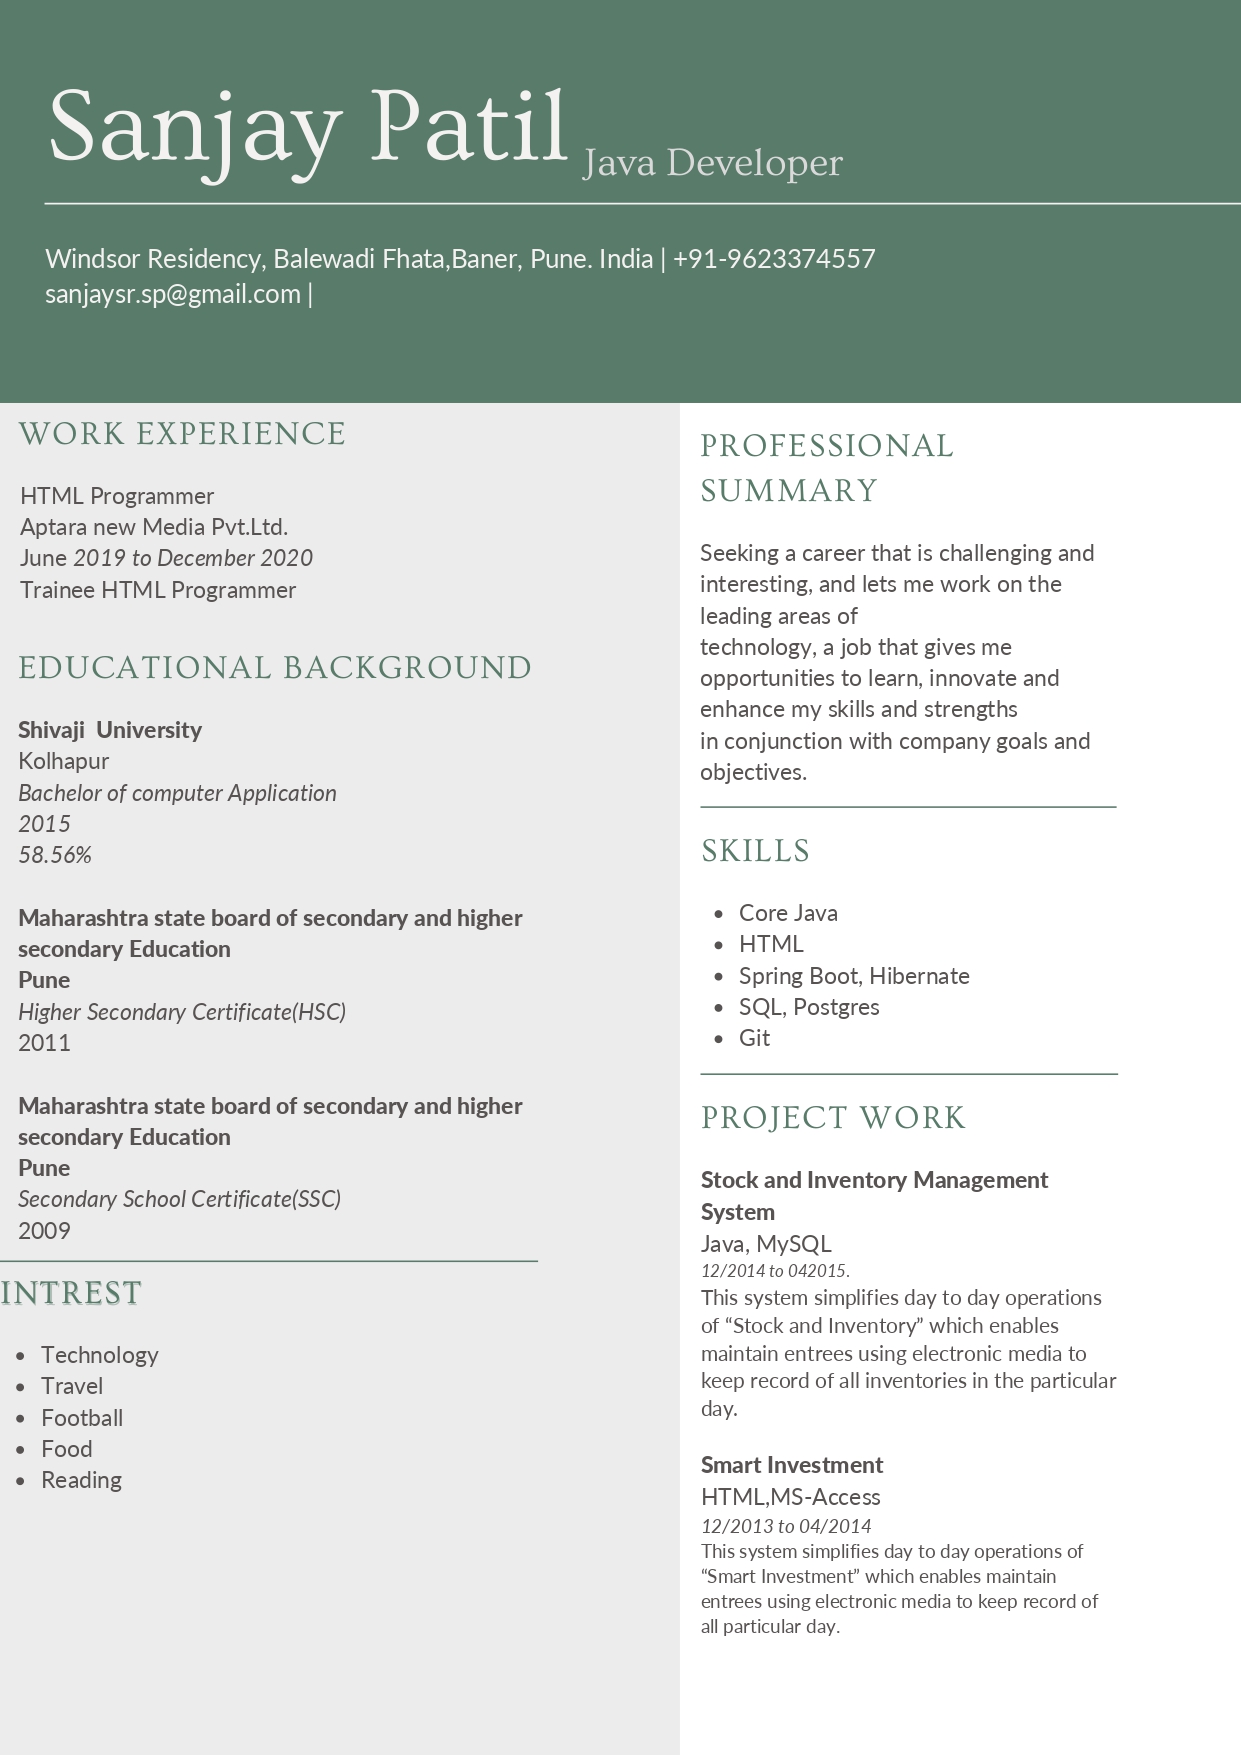 Sanjay Patil Java Developer
Windsor Residency, Balewadi Fhata,Baner, Pune. India | +91-9623374557
sanjaysr.sp@gmail.com |
WORK EXPERIENCE
HTML Programmer
Aptara new Media Pvt.Ltd.
June 2019 to December 2020
Trainee HTML Programmer
EDUCATIONAL BACKGROUND
Shivaji  University
Kolhapur
Bachelor of computer Application
2015
58.56%
Maharashtra state board of secondary and higher
secondary Education
Pune
Higher Secondary Certificate(HSC)
2011
Maharashtra state board of secondary and higher
secondary Education
Pune
Secondary School Certificate(SSC)
2009
INTREST
• Technology
• Travel
• Football
• Food
• Reading
PROFESSIONAL
SUMMARY
Seeking a career that is challenging and
interesting, and lets me work on the
leading areas of
technology, a job that gives me
opportunities to learn, innovate and
enhance my skills and strengths
in conjunction with company goals and
objectives.
SKILLS
• Core Java
• HTML
• Spring Boot, Hibernate
• SQL, Postgres
• Git
PROJECT WORK
Stock and Inventory Management
System
Java, MySQL
12/2014 to 042015.
This system simplifies day to day operations
of “Stock and Inventory” which enables
maintain entrees using electronic media to
keep record of all inventories in the particular
day.
Smart Investment
HTML,MS-Access
12/2013 to 04/2014
This system simplifies day to day operations of
“Smart Investment” which enables maintain
entrees using electronic media to keep record of
all particular day.